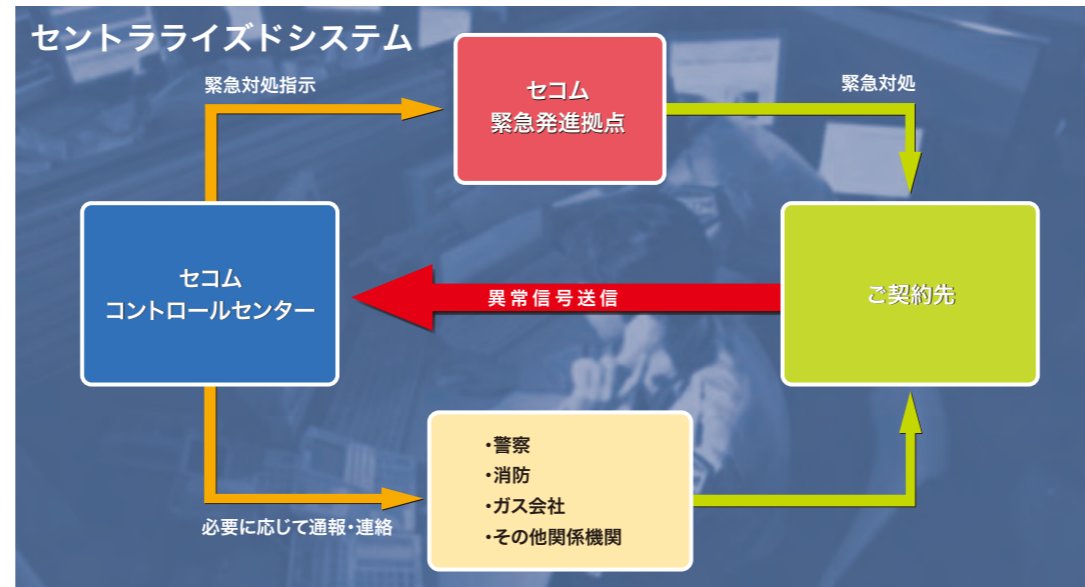 セントラライズドシステム
緊急対処指示
セコム
緊急発進拠点
緊急対処
セコム
コントロールセンター
異常信号送信
ご契約先
・警察
・消防
・ガス会社
・その他関係機関
必要に応じて通報・連絡